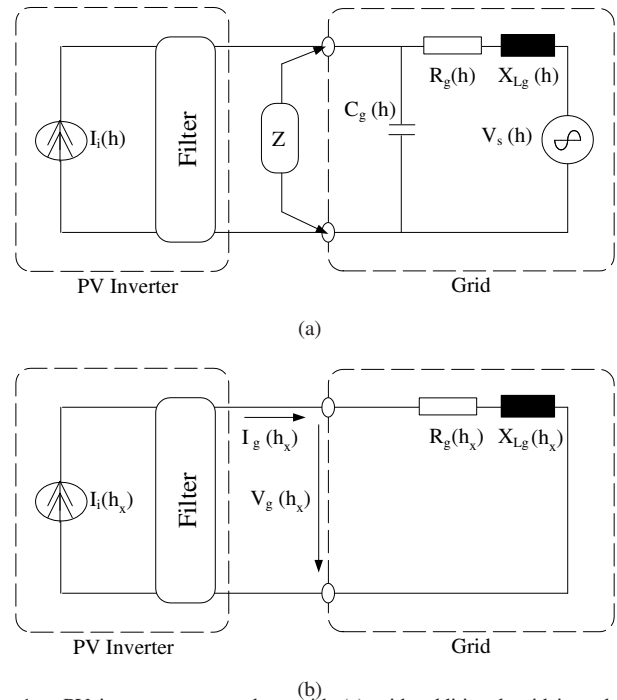 R_g(h) X_Lg (h)
C_g (h)
I_i(h) Filter Z V_s (h)
PV Inverter Grid
(a)
I_g (h_x) R_g(h_x) X_Lg(h_x)
I_i(h_x) Filter V_g (h_x)
PV Inverter Grid
(b)